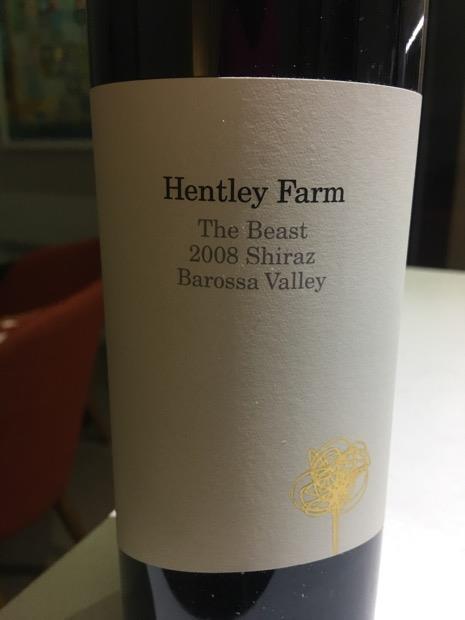 Hentley Farm
The Beast
2008 Shiraz
Barossa Valley